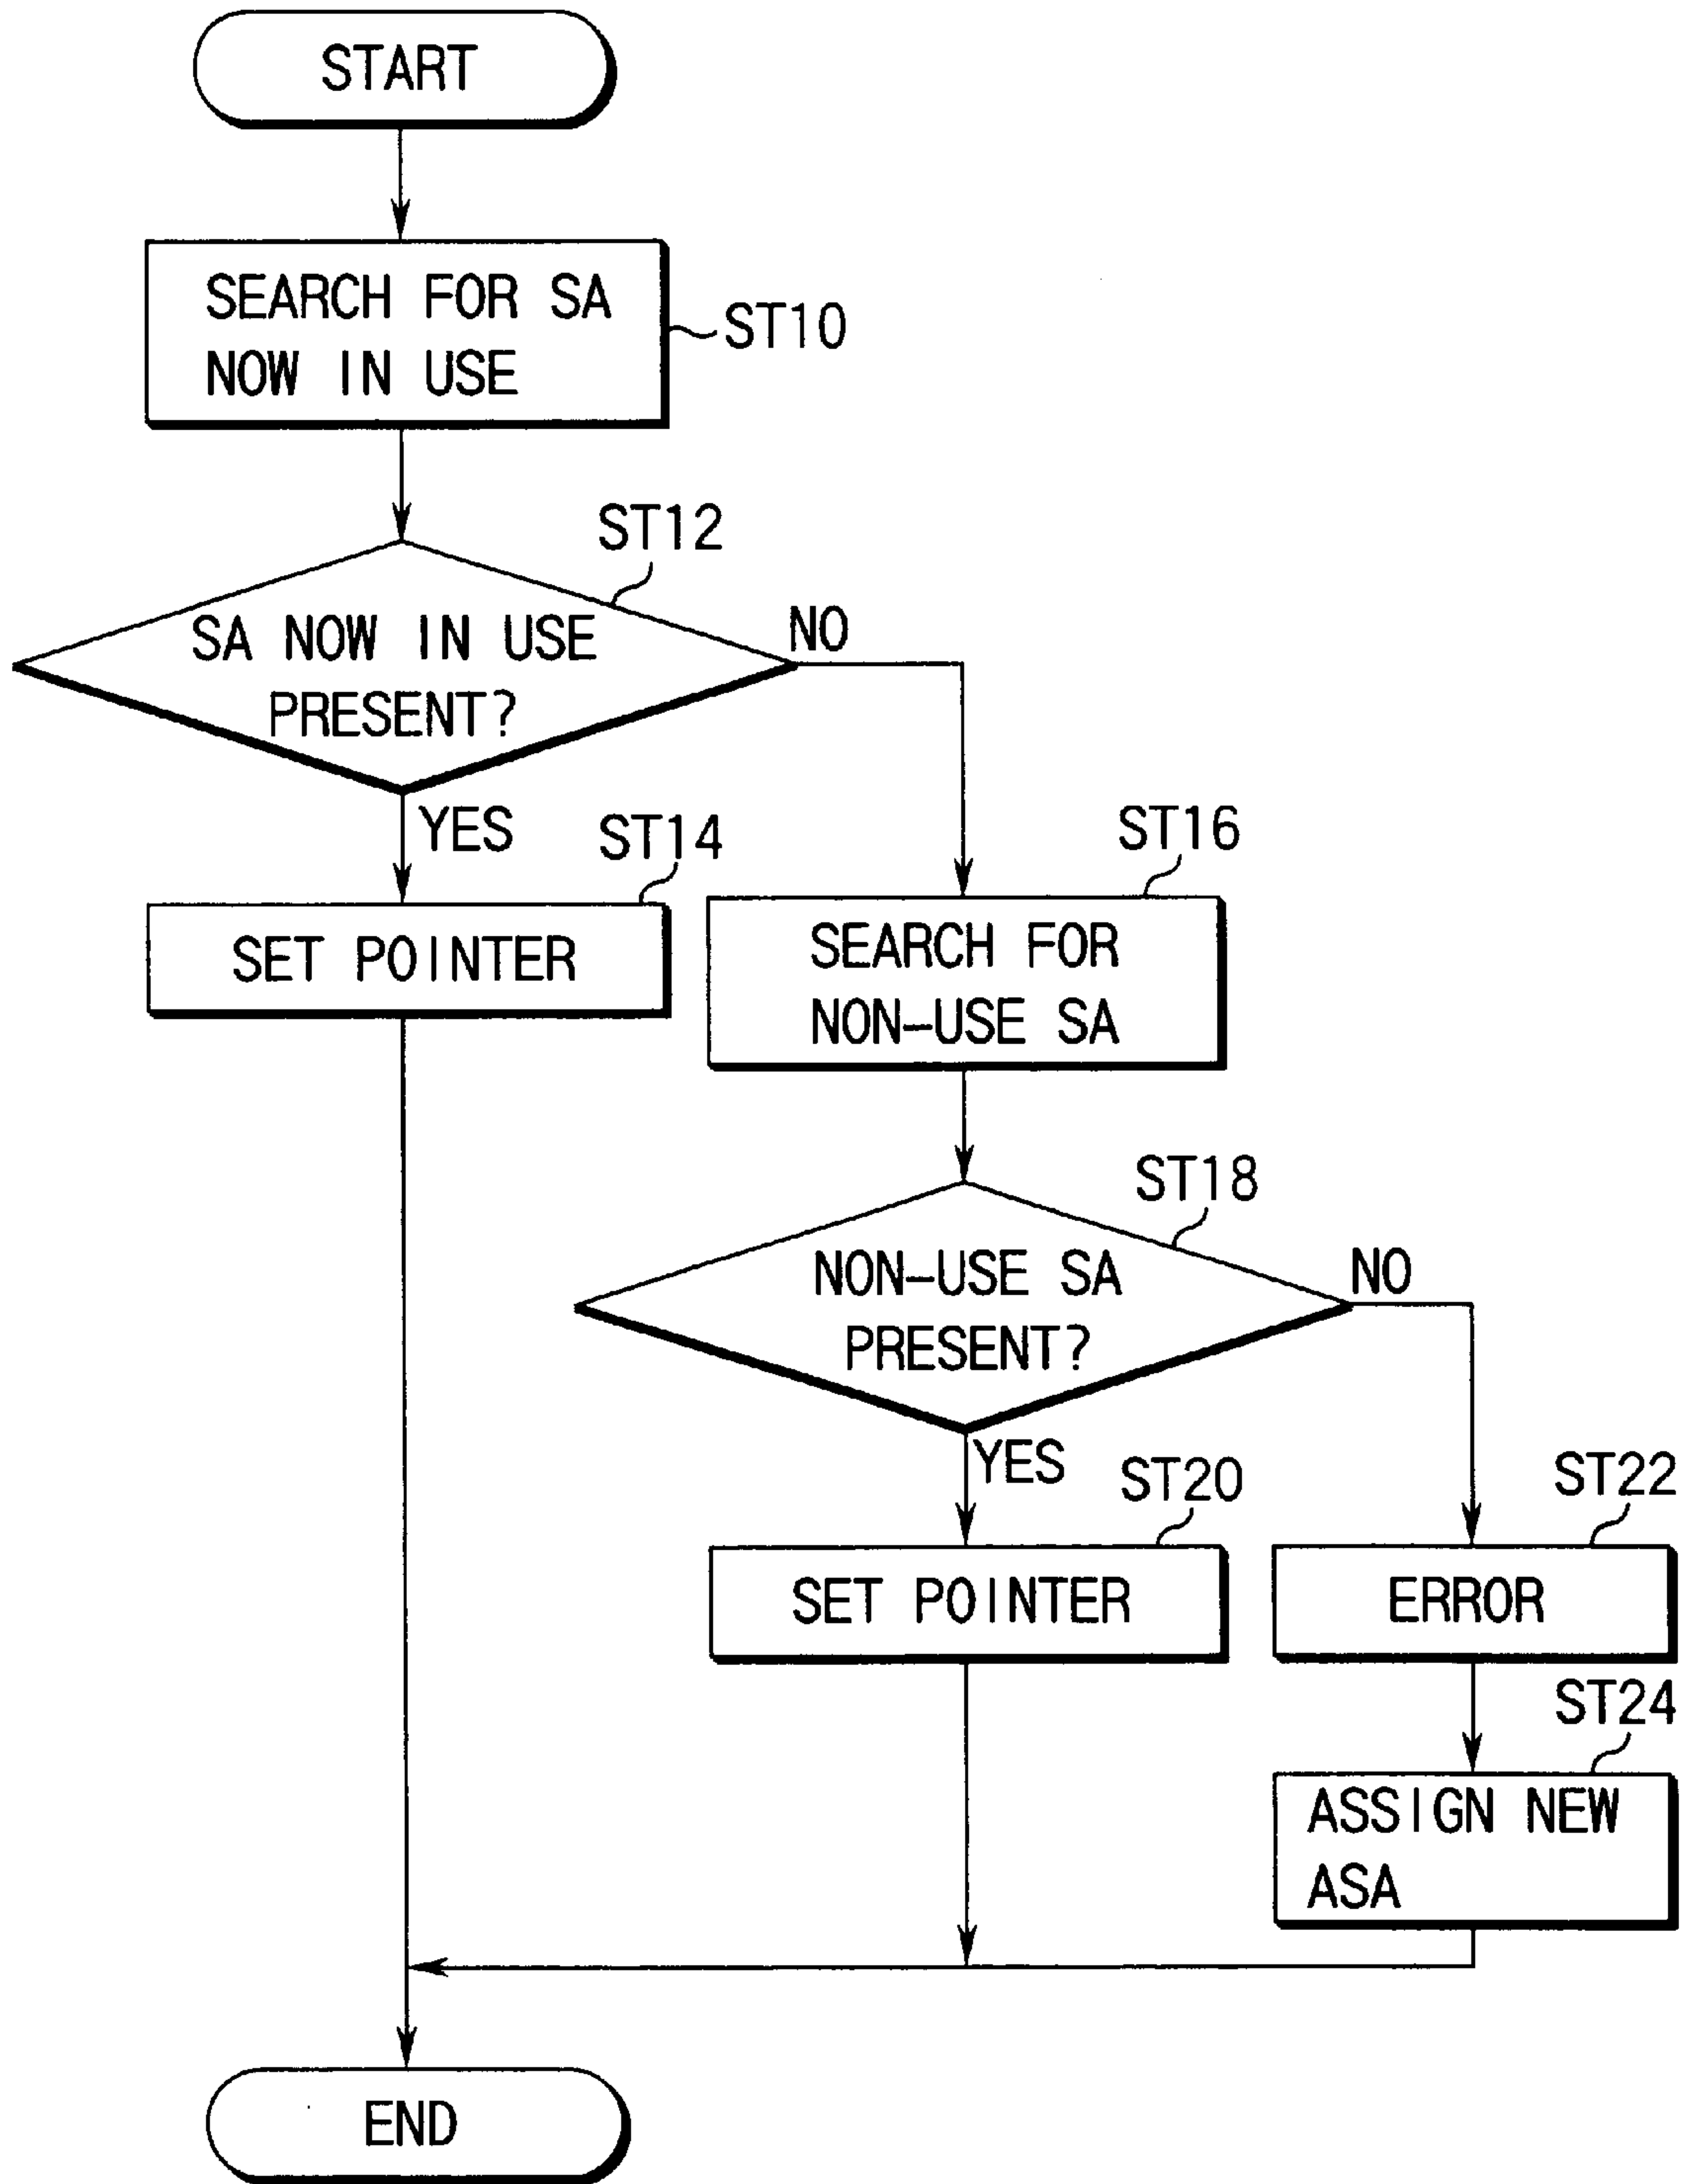 START
SEARCH FOR SA
NOW IN USE
ST10
ST12
SA NOW IN USE
PRESENT?
NO
YES
ST14
SET POINTER
ST16
SEARCH FOR
NON-USE SA
ST18
NON-USE SA
PRESENT?
NO
YES
ST20
SET POINTER
ST22
ERROR
ST24
ASSIGN NEW
ASA
END